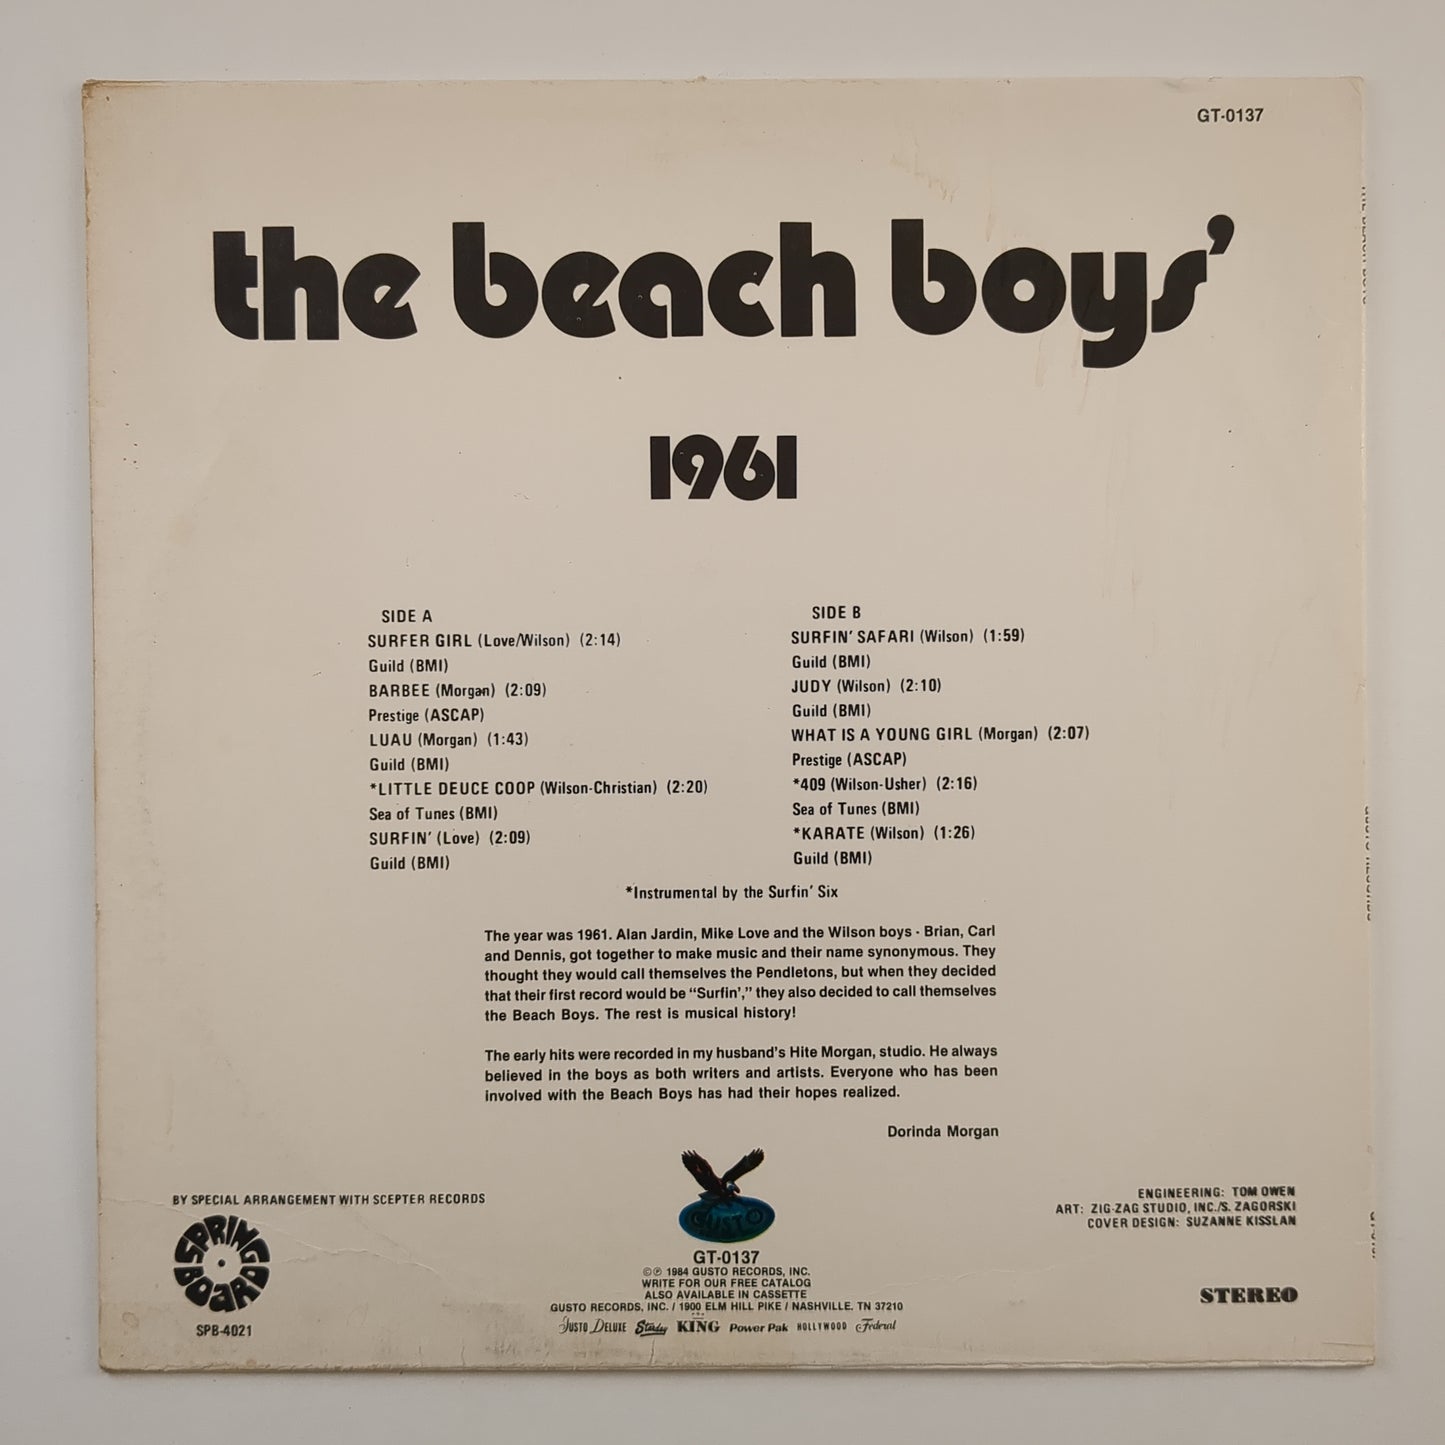 GT-0137
the beach boys'
1961
SIDE A
SURFER GIRL (Love/Wilson) (2:14)
Guild (BMI)
BARBEE (Morgan) (2:09)
Prestige (ASCAP)
LUAU (Morgan) (1:43)
Guild (BMI)
*LITTLE DEUCE COOP (Wilson-Christian) (2:20)
Sea of Tunes (BMI)
SURFIN' (Love) (2:09)
Guild (BMI)
SIDE B
SURFIN' SAFARI (Wilson) (1:59)
Guild (BMI)
JUDY (Wilson) (2:10)
Guild (BMI)
WHAT IS A YOUNG GIRL (Morgan) (2:07)
Prestige (ASCAP)
*409 (Wilson-Usher) (2:16)
Sea of Tunes (BMI)
*KARATE (Wilson) (1:26)
Guild (BMI)
*Instrumental by the Surfin' Six
The year was 1961. Alan Jardin, Mike Love and the Wilson boys - Brian, Carl
and Dennis, got together to make music and their name synonymous. They
thought they would call themselves the Pendletons, but when they decided
that their first record would be "Surfin'," they also decided to call themselves
the Beach Boys. The rest is musical history!
The early hits were recorded in my husband's Hite Morgan, studio. He always
believed in the boys as both writers and artists. Everyone who has been
involved with the Beach Boys has had their hopes realized.
Dorinda Morgan
BY SPECIAL ARRANGEMENT WITH SCEPTER RECORDS
SPRINGBOARD
SPB-4021
GUSTO
GT-0137
©℗ 1984 GUSTO RECORDS, INC.
WRITE FOR OUR FREE CATALOG
ALSO AVAILABLE IN CASSETTE
GUSTO RECORDS, INC. / 1900 ELM HILL PIKE / NASHVILLE, TN 37210
GUSTO DELUXE Starday KING Power Pak HOLLYWOOD Federal
ENGINEERING: TOM OWEN
ART: ZIG-ZAG STUDIO, INC./S. ZAGORSKI
COVER DESIGN: SUZANNE KISSLAN
STEREO